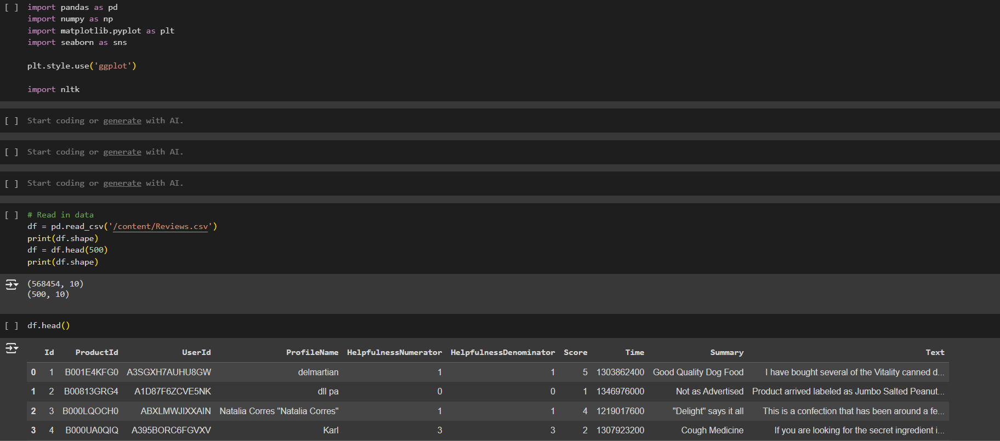 [ ] import pandas as pd
import numpy as np
import matplotlib.pyplot as plt
import seaborn as sns
plt.style.use('ggplot')
import nltk
[ ] Start coding or generate with AI.
[ ] Start coding or generate with AI.
[ ] Start coding or generate with AI.
[ ] # Read in data
df = pd.read_csv('/content/Reviews.csv')
print(df.shape)
df = df.head(500)
print(df.shape)
(568454, 10)
(500, 10)
[ ] df.head()
Id ProductId UserId ProfileName HelpfulnessNumerator HelpfulnessDenominator Score Time Summary Text
0 1 B001E4KFG0 A3SGXH7AUHU8GW delmartian 1 1 5 1303862400 Good Quality Dog Food I have bought several of the Vitality canned d...
1 2 B00813GRG4 A1D87F6ZCVE5NK dll pa 0 0 1 1346976000 Not as Advertised Product arrived labeled as Jumbo Salted Peanut...
2 3 B000LQOCH0 ABXLMWJIXXAIN Natalia Corres "Natalia Corres" 1 1 4 1219017600 "Delight" says it all This is a confection that has been around a fe...
3 4 B000UA0QIQ A395BORC6FGVXV Karl 3 3 2 1307923200 Cough Medicine If you are looking for the secret ingredient i...